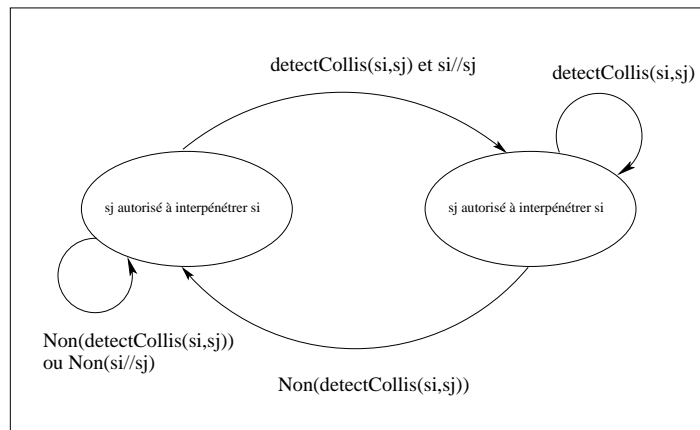 detectCollis(si,sj) et si//sj
detectCollis(si,sj)
sj autorisé à interpénétrer si
sj autorisé à interpénétrer si
Non(detectCollis(si,sj))
ou Non(si//sj)
Non(detectCollis(si,sj))